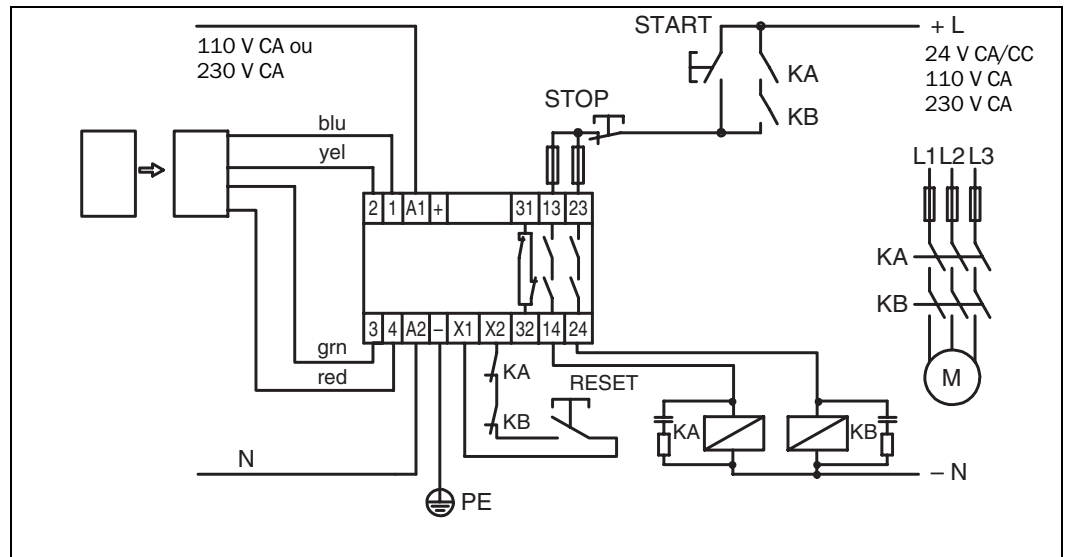 START
+ L
110 V CA ou
230 V CA
24 V CA/CC
110 V CA
230 V CA
KA
KB
STOP
blu
yel
L1 L2 L3
2 1 A1 + 31 13 23
KA
KB
3 4 A2 – X1 X2 32 14 24
grn
red
KA
KB
RESET
M
KA
KB
N
– N
PE